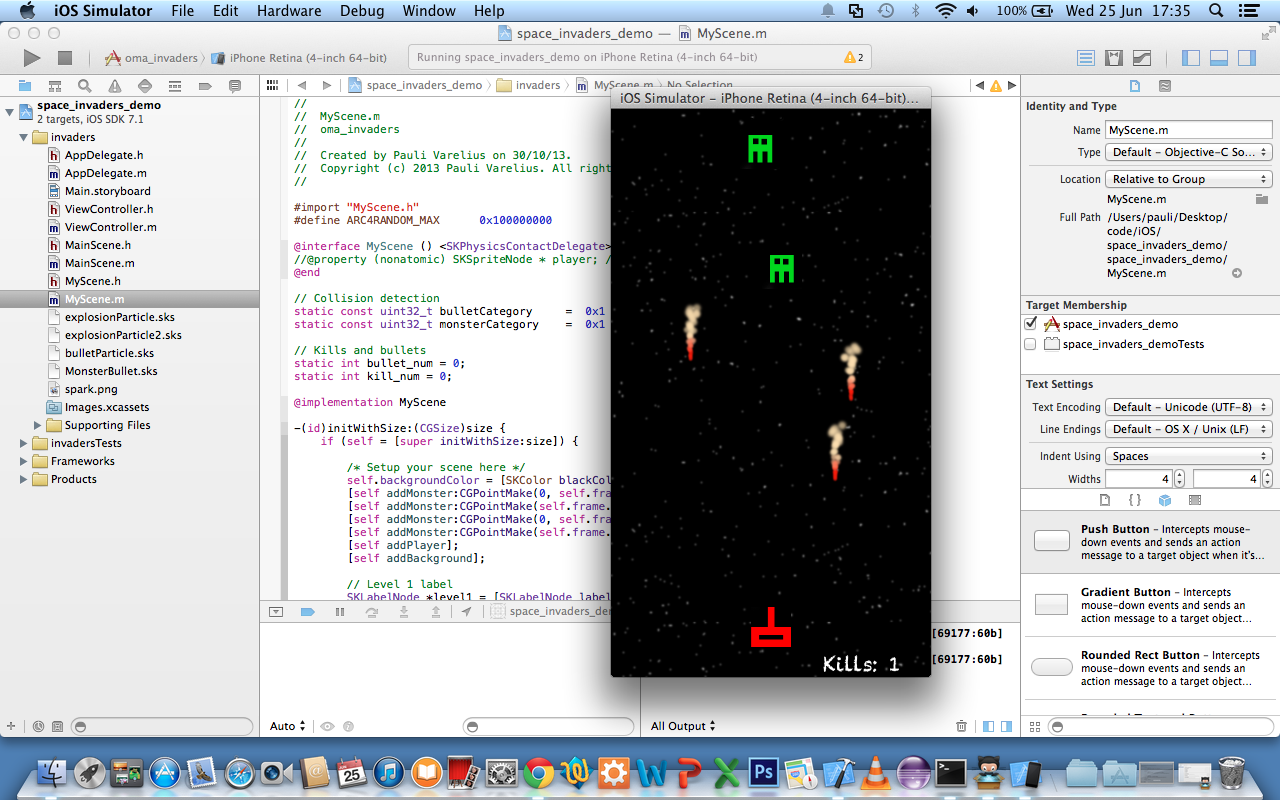 iOS Simulator File Edit Hardware Debug Window Help 100% Wed 25 Jun 17:35
space_invaders_demo — MyScene.m
oma_invaders iPhone Retina (4-inch 64-bit)
Running space_invaders_demo on iPhone Retina (4-inch 64-bit) 2
space_invaders_demo invaders MyScene.m No Selection
space_invaders_demo
2 targets, iOS SDK 7.1
invaders
AppDelegate.h
AppDelegate.m
Main.storyboard
ViewController.h
ViewController.m
MainScene.h
MainScene.m
MyScene.h
MyScene.m
explosionParticle.sks
explosionParticle2.sks
bulletParticle.sks
MonsterBullet.sks
spark.png
Images.xcassets
Supporting Files
invadersTests
Frameworks
Products
//
// MyScene.m
// oma_invaders
//
// Created by Pauli Varelius on 30/10/13.
// Copyright (c) 2013 Pauli Varelius. All right
//
#import "MyScene.h"
#define ARC4RANDOM_MAX 0x100000000
@interface MyScene () <SKPhysicsContactDelegate>
//@property (nonatomic) SKSpriteNode * player; /
@end
// Collision detection
static const uint32_t bulletCategory = 0x1
static const uint32_t monsterCategory = 0x1
// Kills and bullets
static int bullet_num = 0;
static int kill_num = 0;
@implementation MyScene
-(id)initWithSize:(CGSize)size {
if (self = [super initWithSize:size]) {
/* Setup your scene here */
self.backgroundColor = [SKColor blackCol
[self addMonster:CGPointMake(0, self.fra
[self addMonster:CGPointMake(self.frame.
[self addMonster:CGPointMake(0, self.fra
[self addMonster:CGPointMake(self.frame.
[self addPlayer];
[self addBackground];
// Level 1 label
SKLabelNode *level1 = [SKLabelNode label
space_invaders_de
Auto
iOS Simulator – iPhone Retina (4-inch 64-bit)...
Kills: 1
[69177:60b]
[69177:60b]
All Output
Identity and Type
Name MyScene.m
Type Default – Objective-C So...
Location Relative to Group
MyScene.m
Full Path /Users/pauli/Desktop/
code/iOS/
space_invaders_demo/
space_invaders_demo/
MyScene.m
Target Membership
space_invaders_demo
space_invaders_demoTests
Text Settings
Text Encoding Default – Unicode (UTF-8)
Line Endings Default – OS X / Unix (LF)
Indent Using Spaces
Widths 4 4
{ }
Push Button – Intercepts mouse-
down events and sends an action
message to a target object when it's...
Gradient Button – Intercepts
mouse-down events and sends an
action message to a target object...
Rounded Rect Button – Intercepts
mouse-down events and sends an
action message to a target object...
JUN
25
Ps